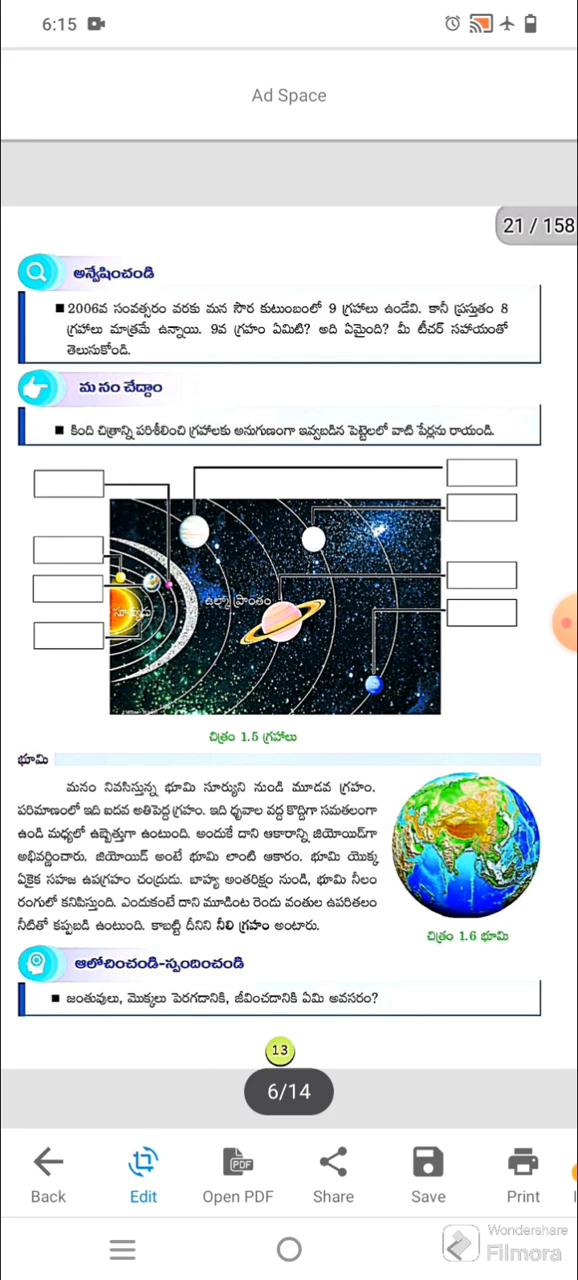 6:15
Ad Space
21 / 158
అన్వేషించండి
■ 2006వ సంవత్సరం వరకు మన సౌర కుటుంబంలో 9 గ్రహాలు ఉండేవి. కానీ ప్రస్తుతం 8
గ్రహాలు మాత్రమే ఉన్నాయి. 9వ గ్రహం ఏమిటి? అది ఏమైంది? మీ టీచర్ సహాయంతో
తెలుసుకోండి.
మనం చేద్దాం
■ కింది చిత్రాన్ని పరిశీలించి గ్రహాలకు అనుగుణంగా ఇవ్వబడిన పెట్టెలలో వాటి పేర్లను రాయండి.
ఉల్కా ప్రాంతం
సూర్యుడు
చిత్రం 1.5 గ్రహాలు
భూమి
మనం నివసిస్తున్న భూమి సూర్యుని నుండి మూడవ గ్రహం.
పరిమాణంలో ఇది ఐదవ అతిపెద్ద గ్రహం. ఇది ధృవాల వద్ద కొద్దిగా సమతలంగా
ఉండి మధ్యలో ఉబ్బెత్తుగా ఉంటుంది. అందుకే దాని ఆకారాన్ని జియోయిడ్‌గా
అభివర్ణించారు. జియోయిడ్ అంటే భూమి లాంటి ఆకారం. భూమి యొక్క
ఏకైక సహజ ఉపగ్రహం చంద్రుడు. బాహ్య అంతరిక్షం నుండి, భూమి నీలం
రంగులో కనిపిస్తుంది. ఎందుకంటే దాని మూడింట రెండు వంతుల ఉపరితలం
నీటితో కప్పబడి ఉంటుంది. కాబట్టి దీనిని నీలి గ్రహం అంటారు.
చిత్రం 1.6 భూమి
ఆలోచించండి-స్పందించండి
■ జంతువులు, మొక్కలు పెరగడానికి, జీవించడానికి ఏమి అవసరం?
13
6/14
PDF
Back
Edit
Open PDF
Share
Save
Print
Wondershare
Filmora